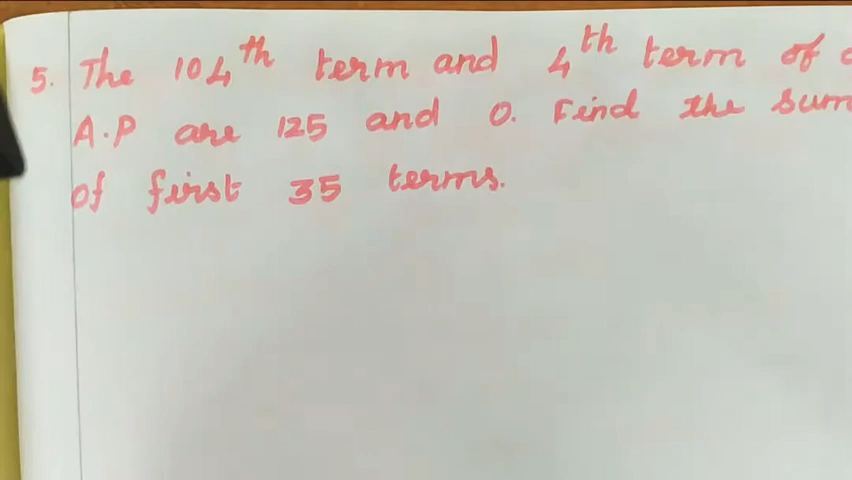 5. The 104th term and 4th term of
A.P are 125 and 0. Find the sum
of first 35 terms.